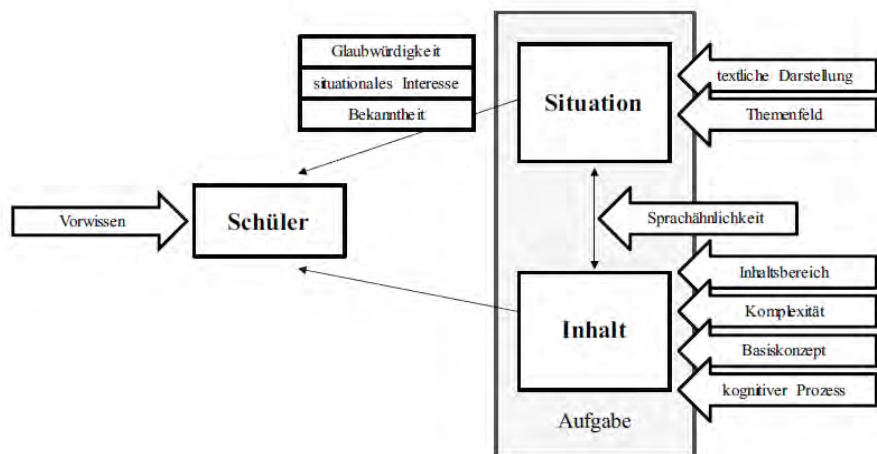 Glaubwürdigkeit
situationales Interesse
Bekanntheit
Situation
textliche Darstellung
Themenfeld
Vorwissen
Schüler
Sprachähnlichkeit
Inhalt
Inhaltsbereich
Komplexität
Basiskonzept
kognitiver Prozess
Aufgabe